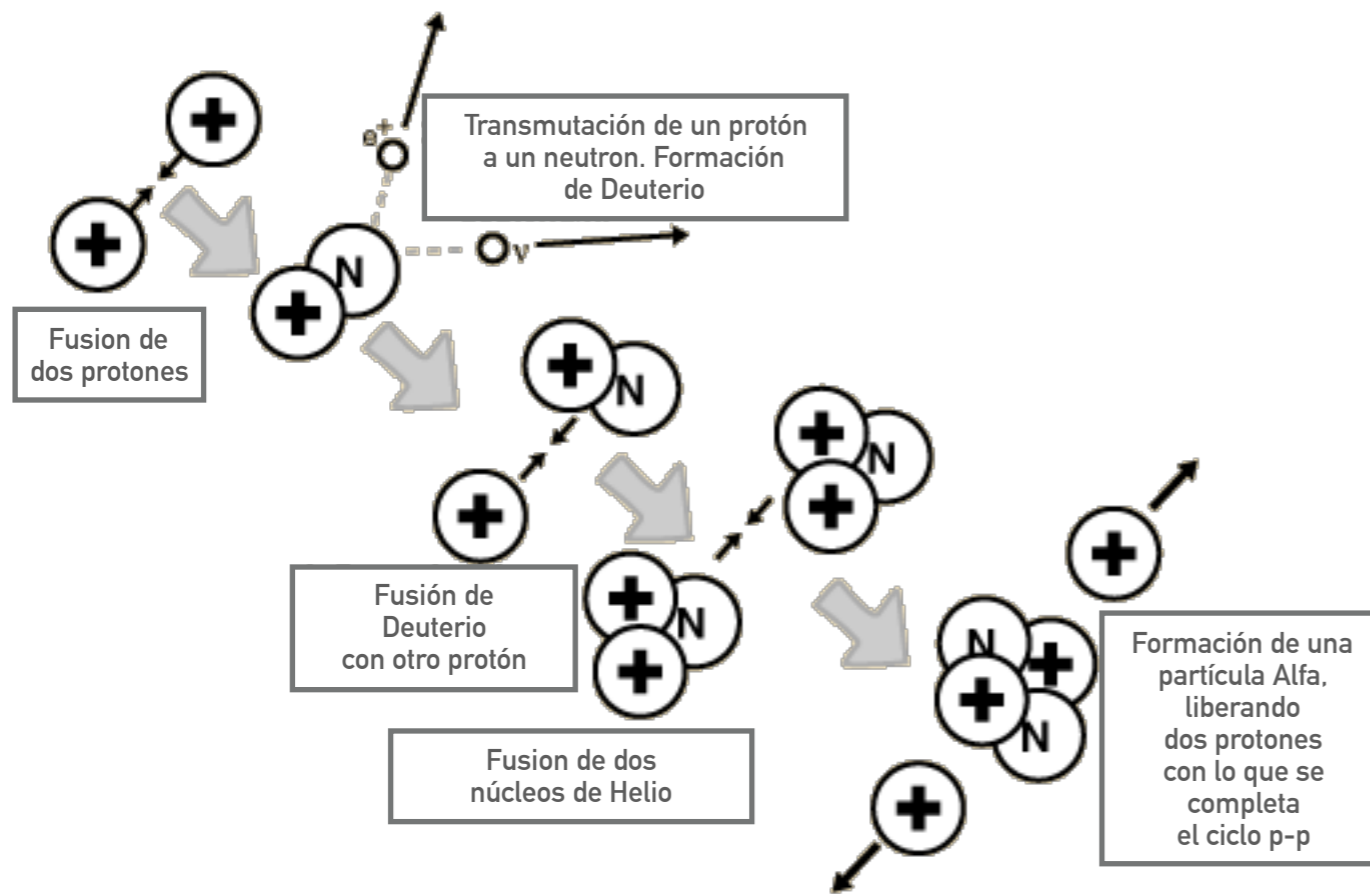 e+
Transmutación de un protón
a un neutron. Formación
de Deuterio
ν
N
Fusion de
dos protones
N
N
Fusión de
Deuterio
con otro protón
N
Fusion de dos
núcleos de Helio
N
N
Formación de una
partícula Alfa,
liberando
dos protones
con lo que se
completa
el ciclo p-p